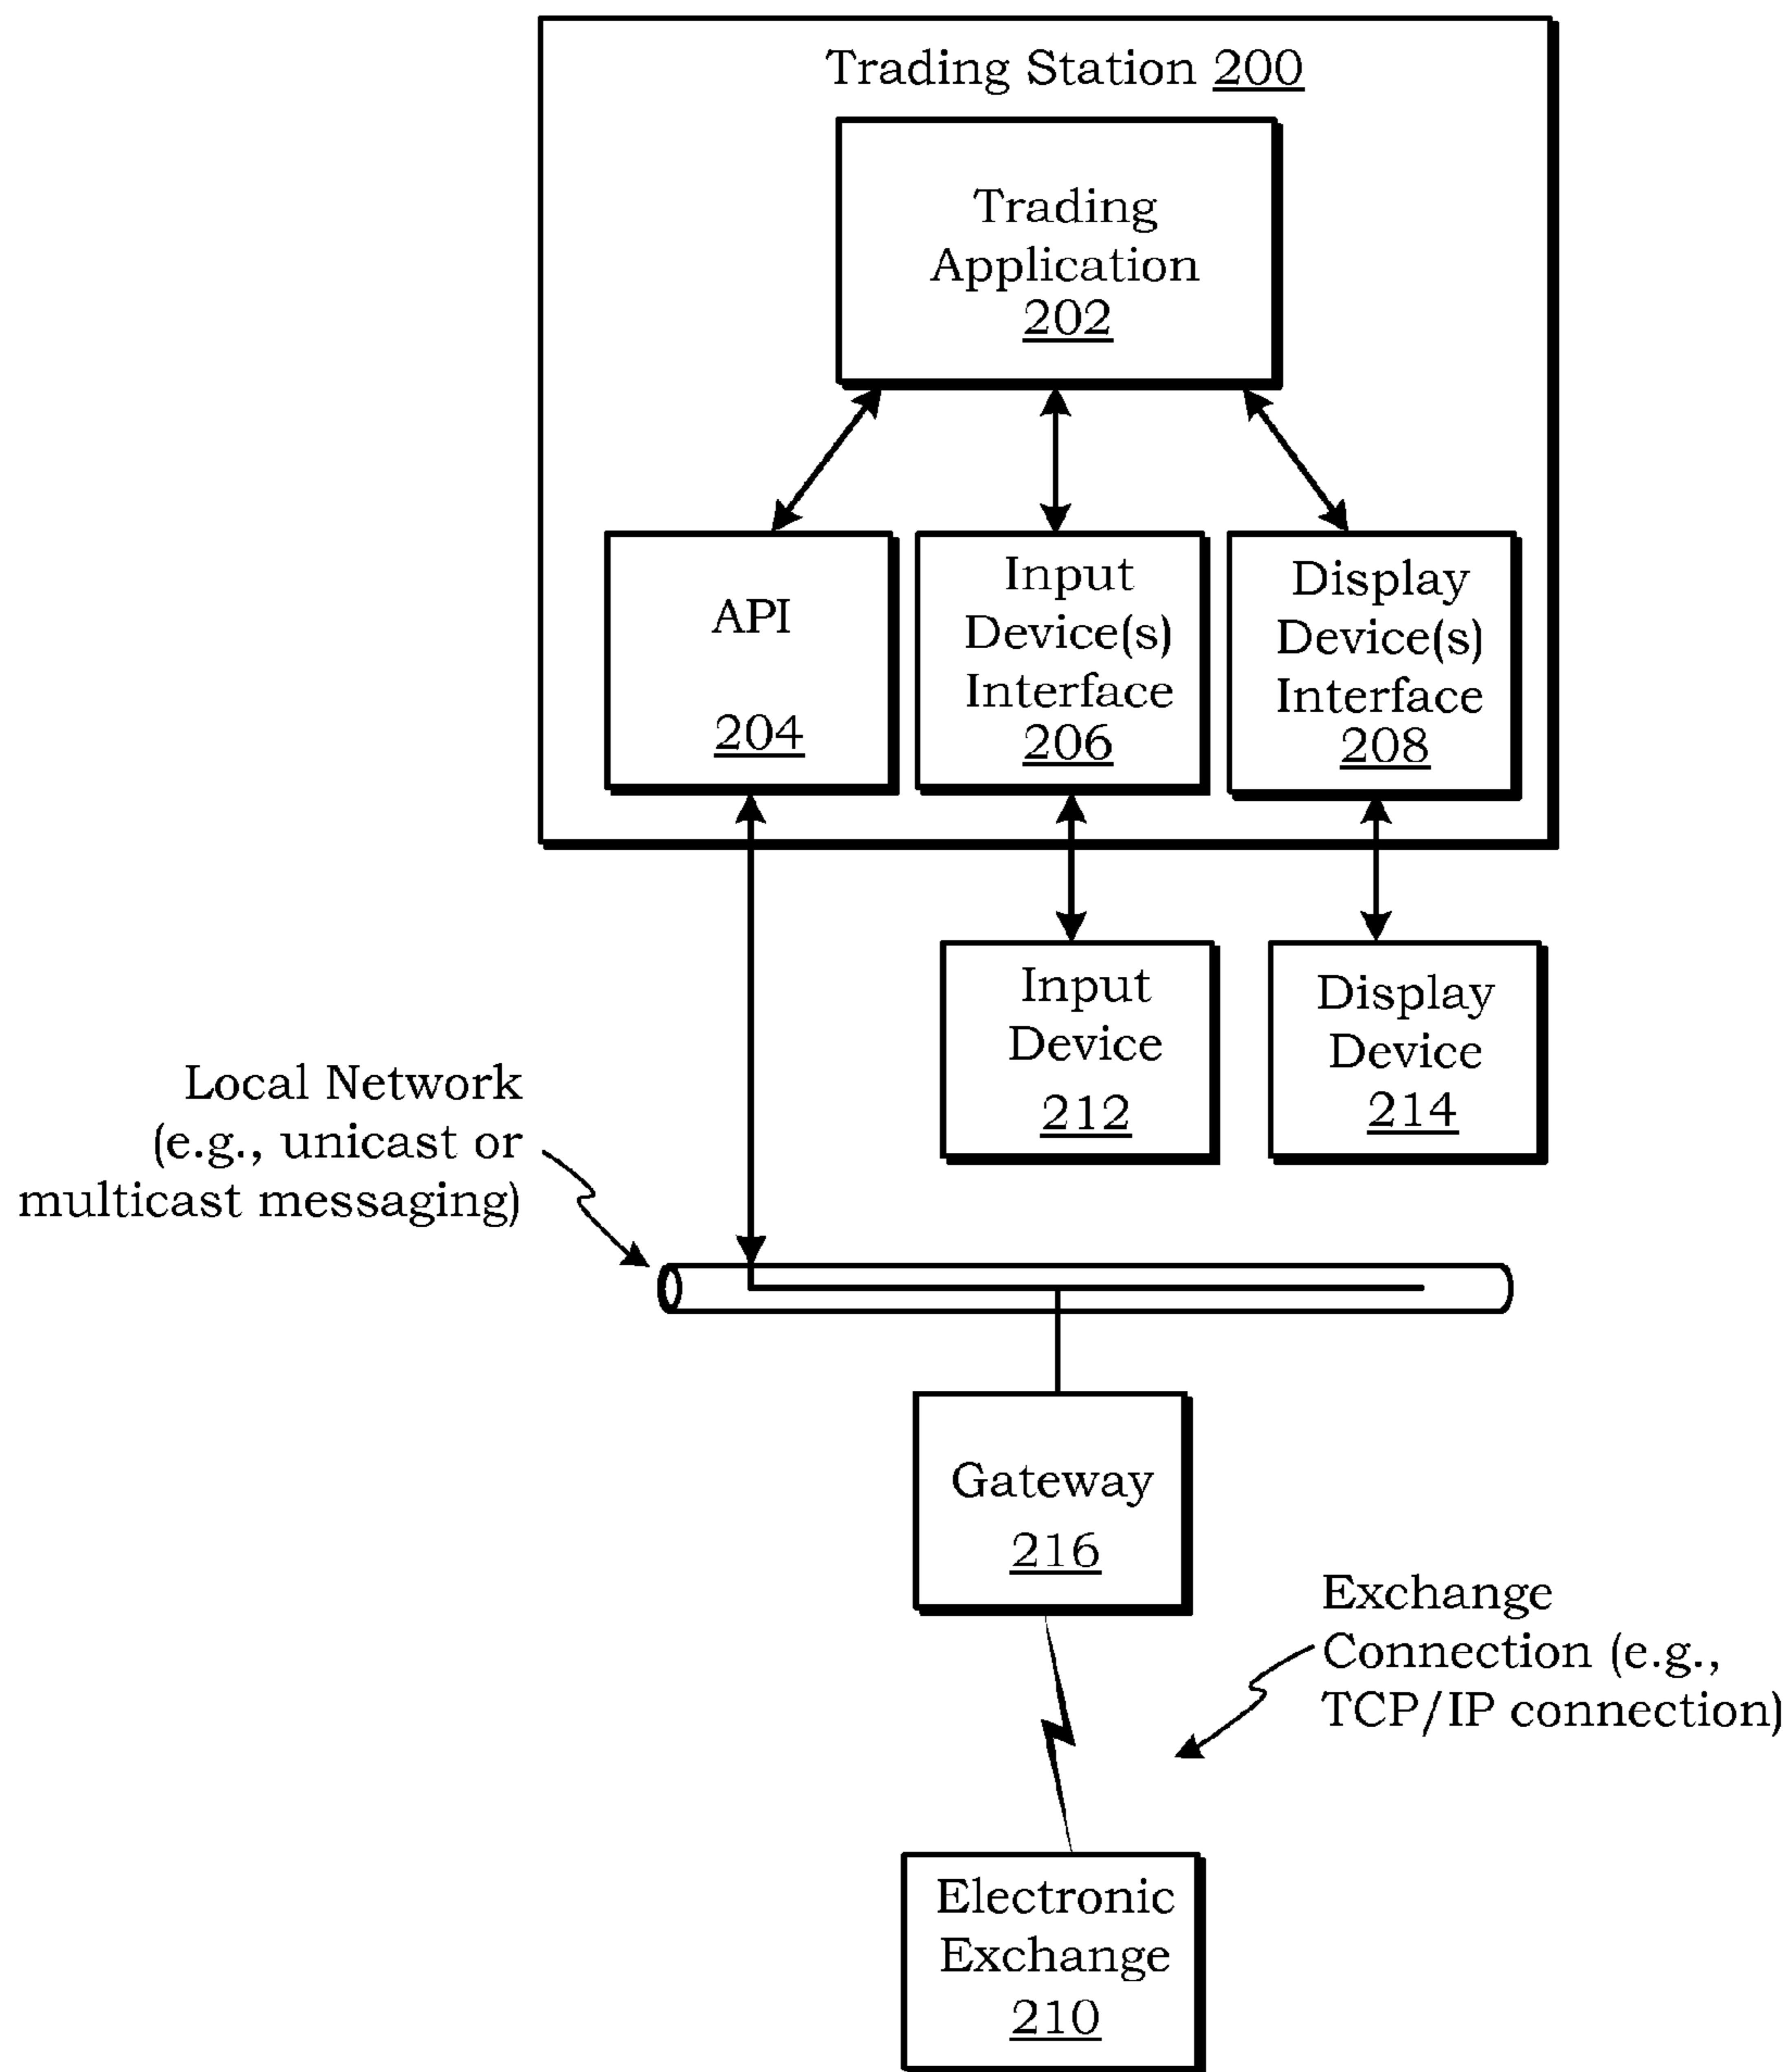 Trading Station 200
Trading
Application
202
API
204
Input
Device(s)
Interface
206
Display
Device(s)
Interface
208
Input
Device
212
Display
Device
214
Local Network
(e.g., unicast or
multicast messaging)
Gateway
216
Exchange
Connection (e.g.,
TCP/IP connection)
Electronic
Exchange
210